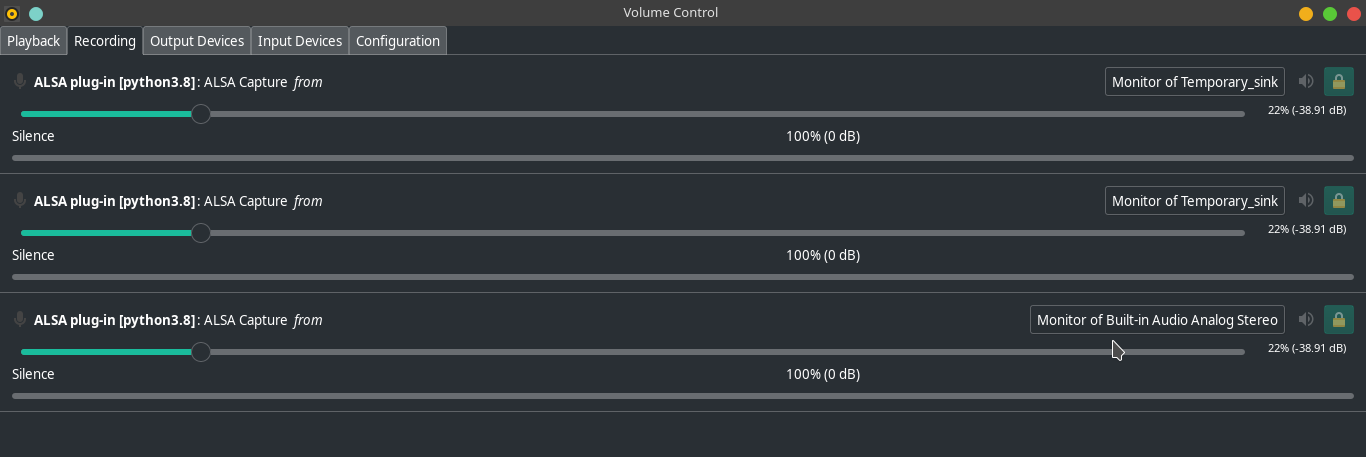 Volume Control
Playback Recording Output Devices Input Devices Configuration
ALSA plug-in [python3.8]: ALSA Capture from Monitor of Temporary_sink
22% (-38.91 dB)
Silence 100% (0 dB)
ALSA plug-in [python3.8]: ALSA Capture from Monitor of Temporary_sink
22% (-38.91 dB)
Silence 100% (0 dB)
ALSA plug-in [python3.8]: ALSA Capture from Monitor of Built-in Audio Analog Stereo
22% (-38.91 dB)
Silence 100% (0 dB)